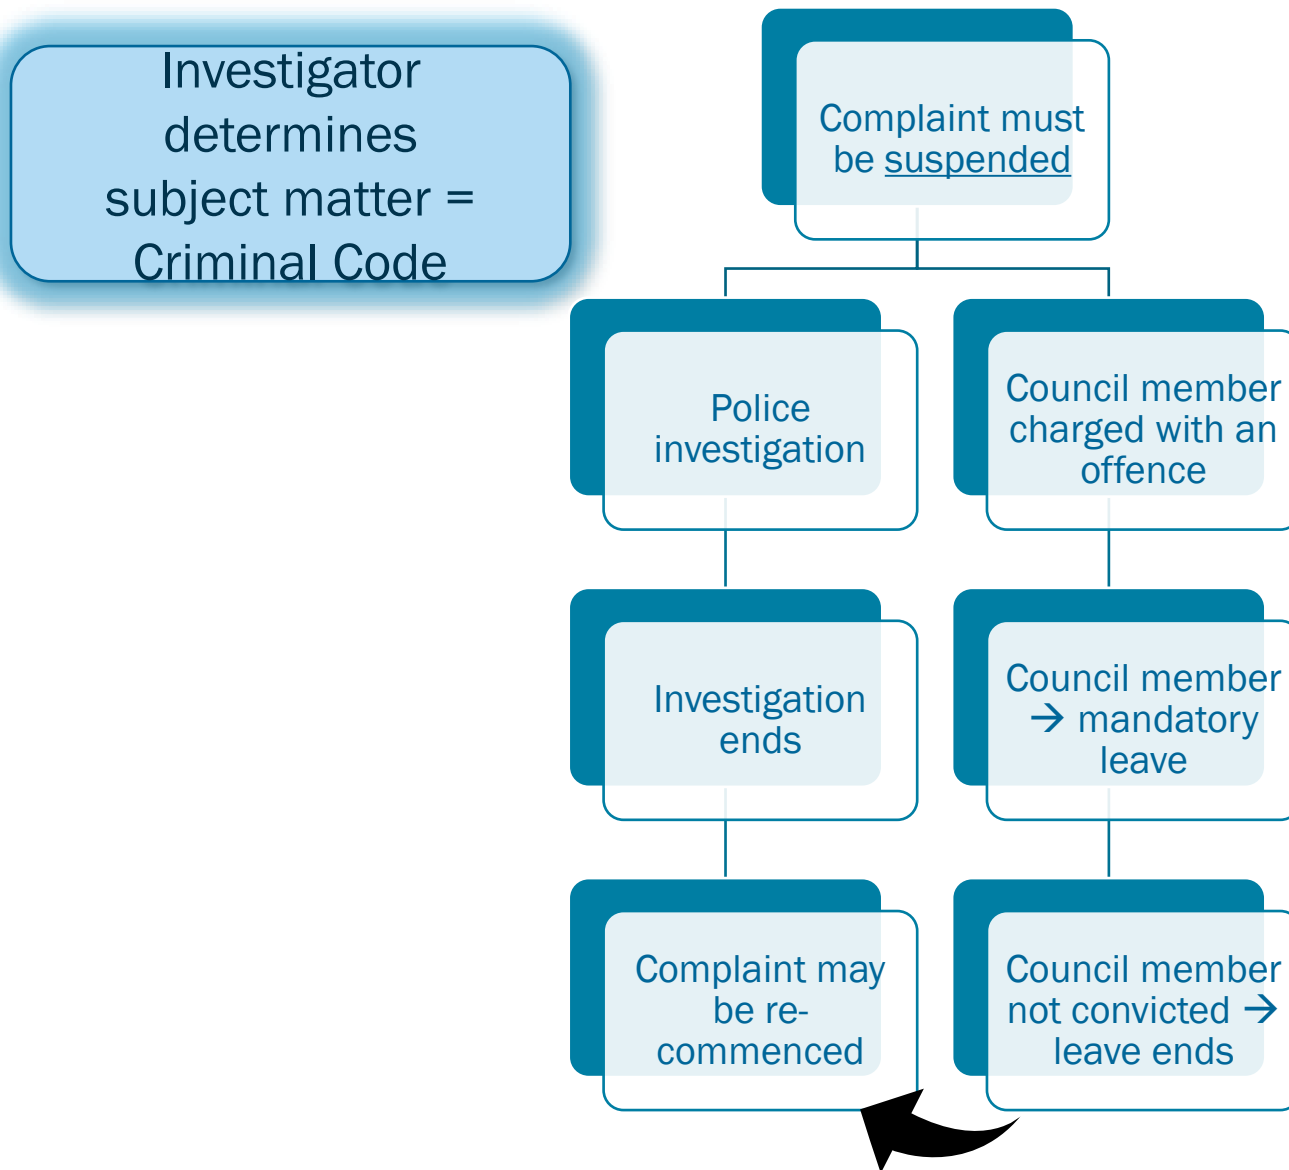 Investigator
determines
subject matter =
Criminal Code
Complaint must
be suspended
Police
investigation
Council member
charged with an
offence
Investigation
ends
Council member
→ mandatory
leave
Complaint may
be re-
commenced
Council member
not convicted →
leave ends